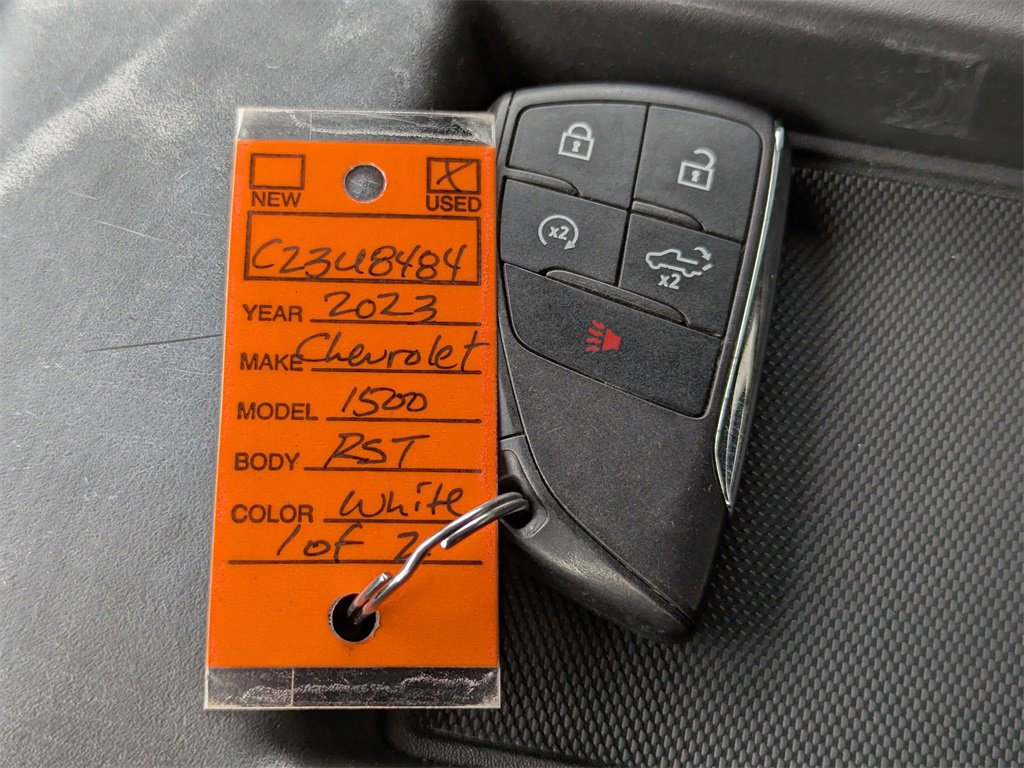 NEW USED
C23U8484
YEAR 2023
MAKE Chevrolet
MODEL 1500
BODY RST
COLOR White
1 of 2
x2
x2